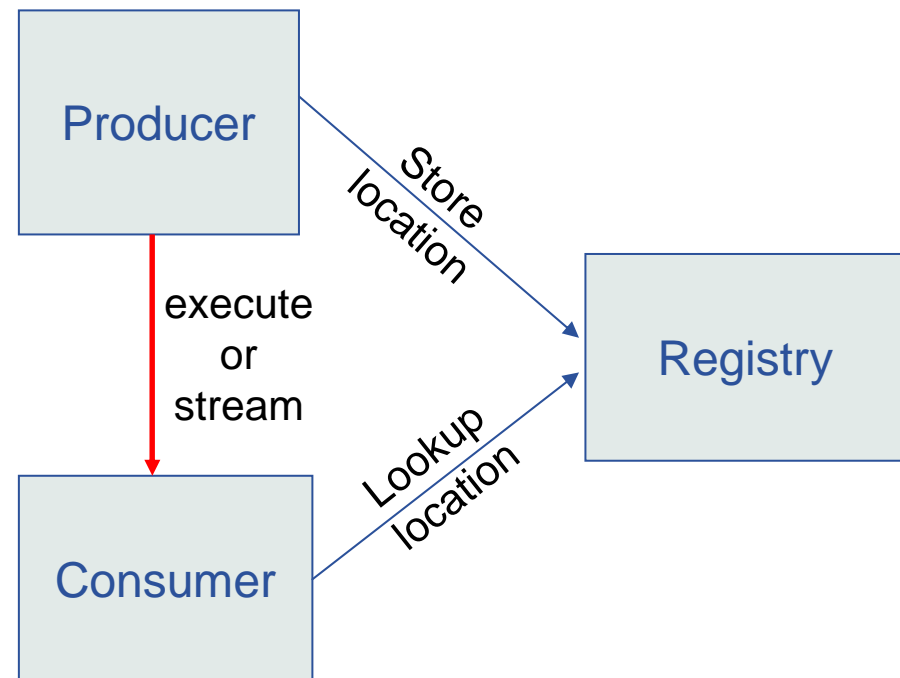 Producer
Store
location
execute
or
stream
Registry
Lookup
location
Consumer